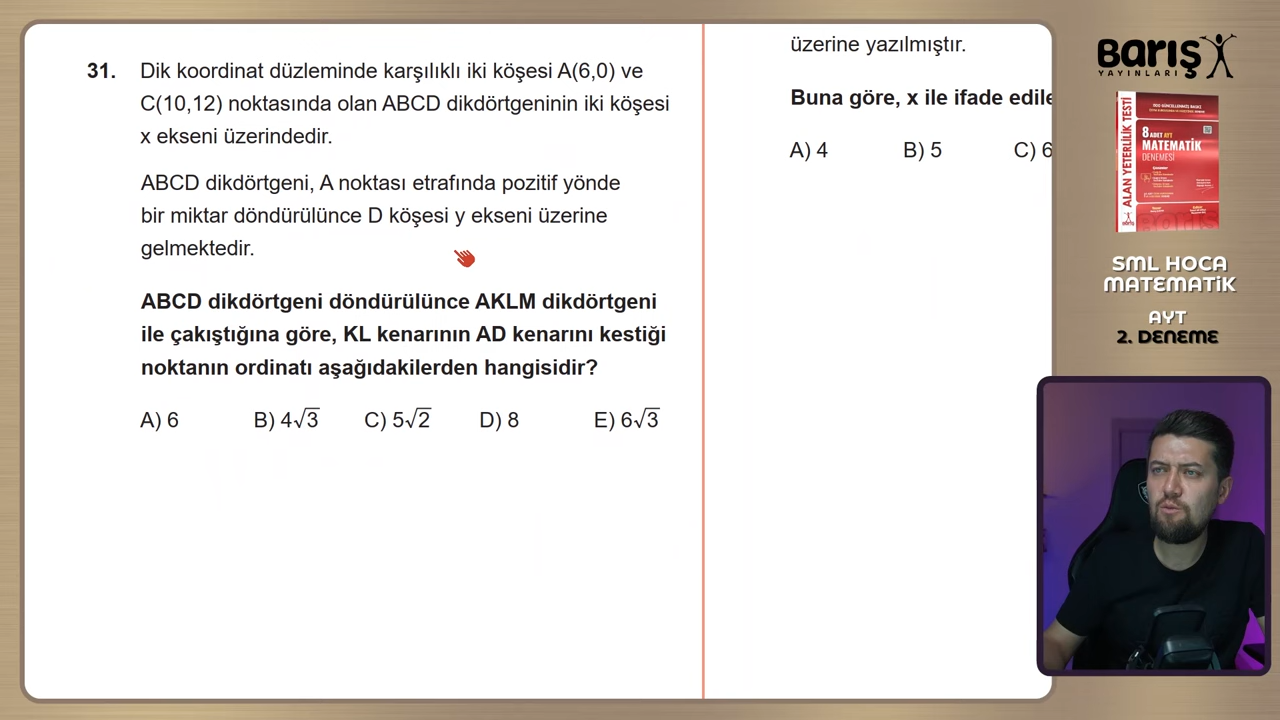 31. Dik koordinat düzleminde karşılıklı iki köşesi A(6,0) ve
C(10,12) noktasında olan ABCD dikdörtgeninin iki köşesi
x ekseni üzerindedir.
ABCD dikdörtgeni, A noktası etrafında pozitif yönde
bir miktar döndürülünce D köşesi y ekseni üzerine
gelmektedir.
ABCD dikdörtgeni döndürülünce AKLM dikdörtgeni
ile çakıştığına göre, KL kenarının AD kenarını kestiği
noktanın ordinatı aşağıdakilerden hangisidir?
A) 6 B) 4√3 C) 5√2 D) 8 E) 6√3
üzerine yazılmıştır.
Buna göre, x ile ifade edile
A) 4 B) 5 C) 6
BARIŞ
YAYINLARI
ALAN YETERLİLİK TESTİ
8 ADET AYT
MATEMATİK
DENEMESİ
BARIŞ
SML HOCA
MATEMATİK
AYT
2. DENEME